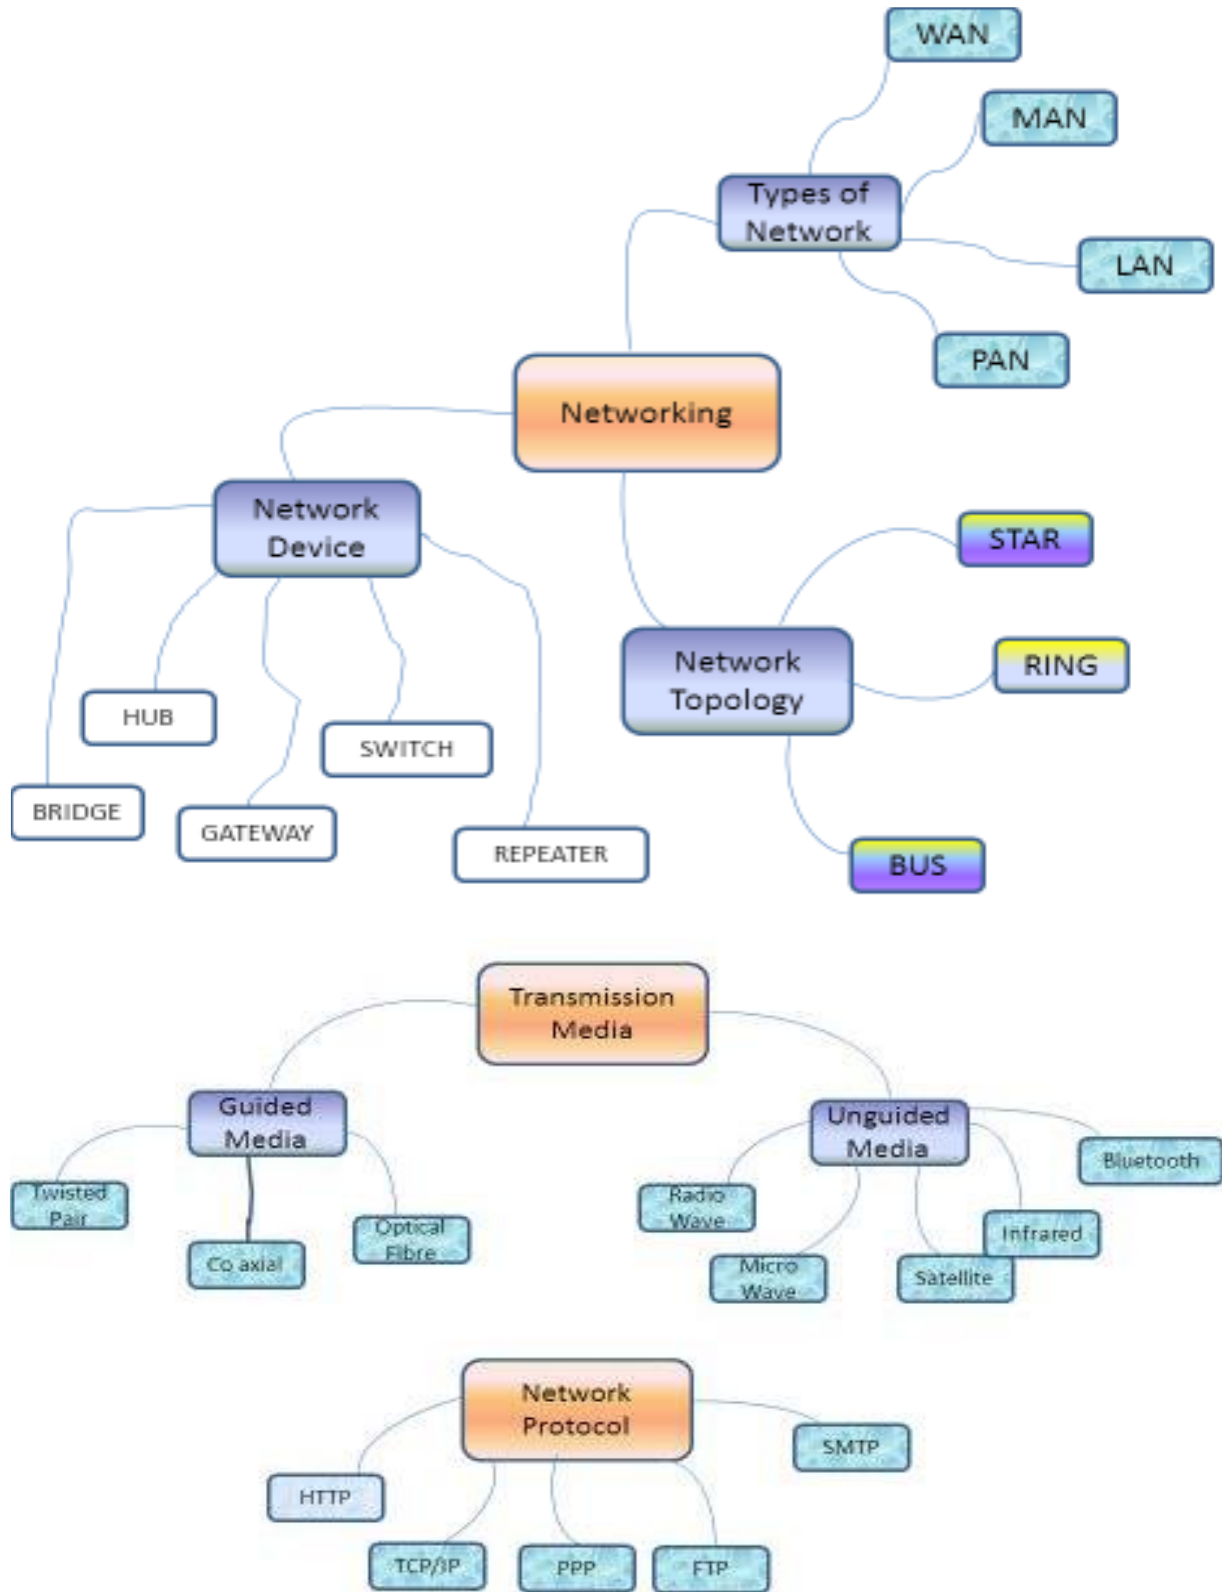 WAN
MAN
Types of
Network
LAN
PAN
Networking
Network
Device
STAR
Network
Topology
RING
HUB
SWITCH
BRIDGE
GATEWAY
REPEATER
BUS
Transmission
Media
Guided
Media
Unguided
Media
Bluetooth
Twisted
Pair
Radio
Wave
Optical
Fibre
Infrared
Co axial
Micro
Wave
Satellite
Network
Protocol
SMTP
HTTP
TCP/IP
PPP
FTP